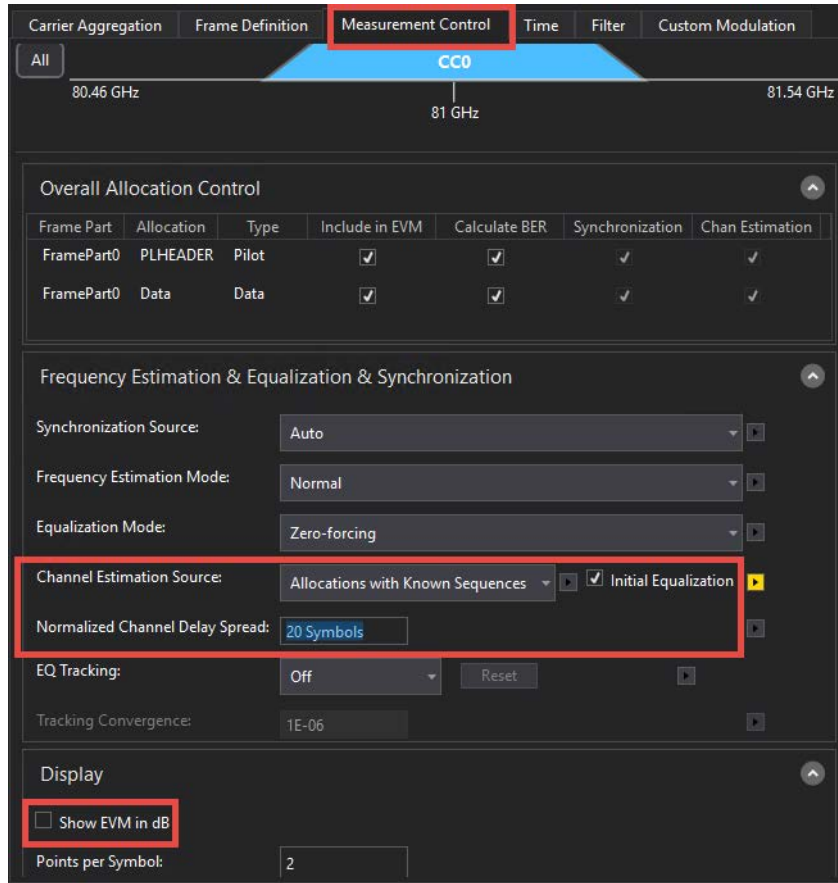 Carrier Aggregation Frame Definition Measurement Control Time Filter Custom Modulation
All CC0
80.46 GHz 81 GHz 81.54 GHz
Overall Allocation Control
Frame Part Allocation Type Include in EVM Calculate BER Synchronization Chan Estimation
FramePart0 PLHEADER Pilot
FramePart0 Data Data
Frequency Estimation & Equalization & Synchronization
Synchronization Source: Auto
Frequency Estimation Mode: Normal
Equalization Mode: Zero-forcing
Channel Estimation Source: Allocations with Known Sequences Initial Equalization
Normalized Channel Delay Spread: 20 Symbols
EQ Tracking: Off Reset
Tracking Convergence: 1E-06
Display
Show EVM in dB
Points per Symbol: 2